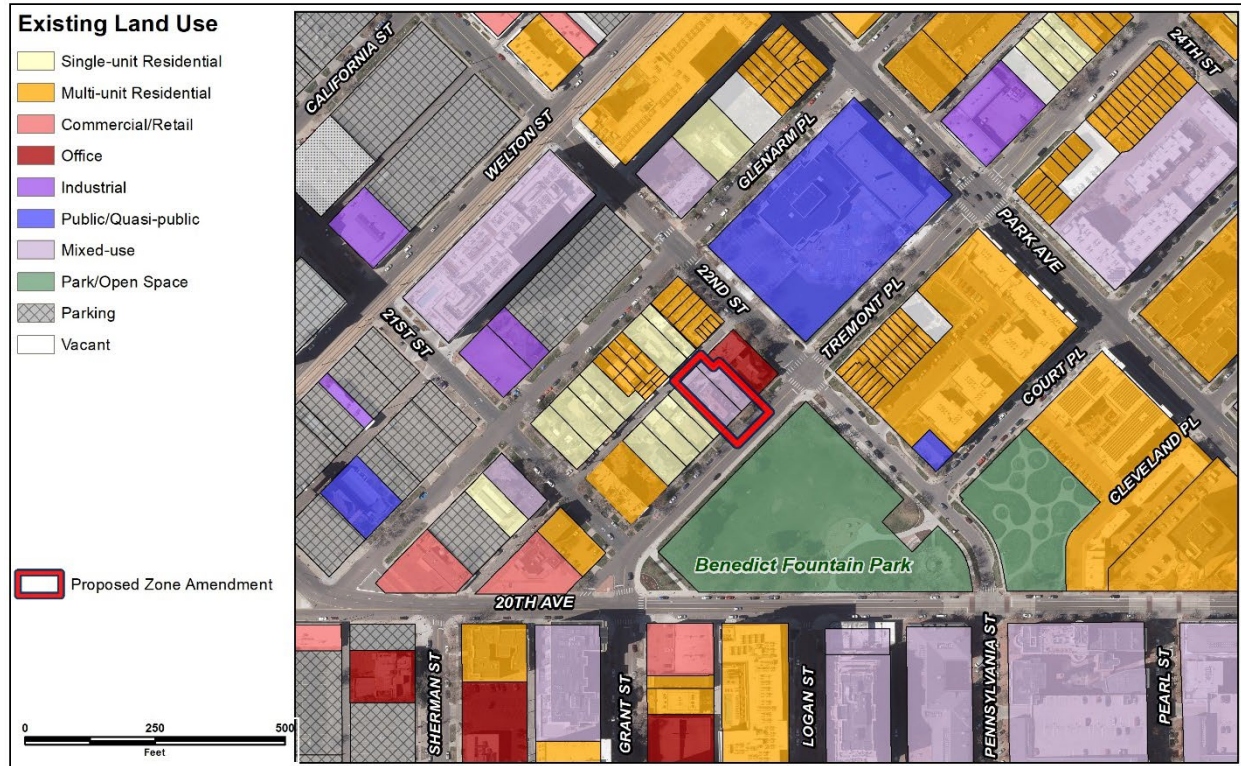 Existing Land Use
Single-unit Residential
Multi-unit Residential
Commercial/Retail
Office
Industrial
Public/Quasi-public
Mixed-use
Park/Open Space
Parking
Vacant
Proposed Zone Amendment
0 250 500
Feet
CALIFORNIA ST
WELTON ST
GLENARM PL
24TH ST
PARK AVE
22ND ST
TREMONT PL
21ST ST
COURT PL
CLEVELAND PL
Benedict Fountain Park
20TH AVE
SHERMAN ST
GRANT ST
LOGAN ST
PENNSYLVANIA ST
PEARL ST